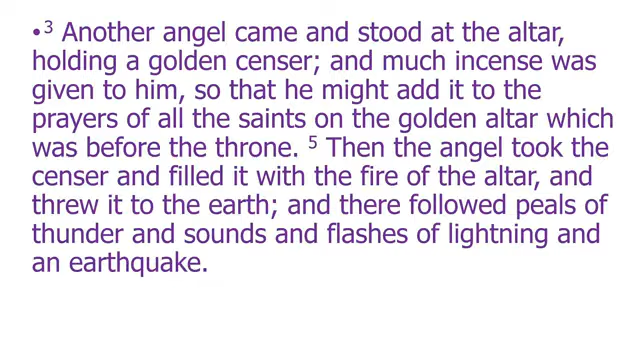 •³ Another angel came and stood at the altar,
holding a golden censer; and much incense was
given to him, so that he might add it to the
prayers of all the saints on the golden altar which
was before the throne. ⁵ Then the angel took the
censer and filled it with the fire of the altar, and
threw it to the earth; and there followed peals of
thunder and sounds and flashes of lightning and
an earthquake.